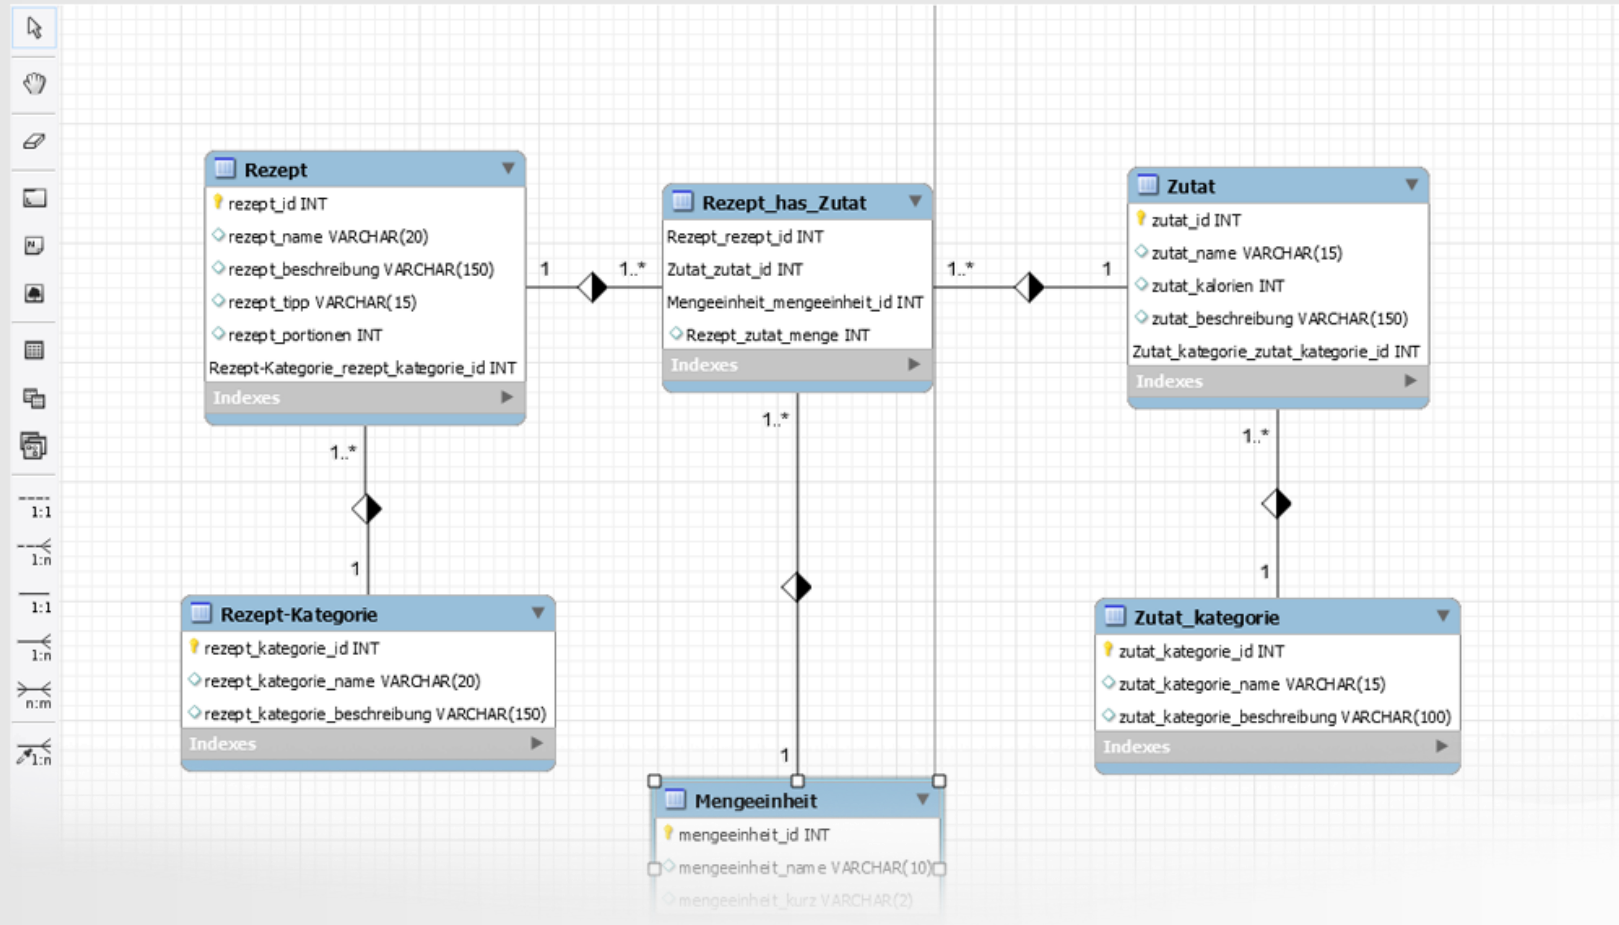 Rezept
rezept_id INT
rezept_name VARCHAR(20)
rezept_beschreibung VARCHAR(150)
rezept_tipp VARCHAR(15)
rezept_portionen INT
Rezept-Kategorie_rezept_kategorie_id INT
Indexes
1
1..*
Rezept_has_Zutat
Rezept_rezept_id INT
Zutat_zutat_id INT
Mengeeinheit_mengeeinheit_id INT
Rezept_zutat_menge INT
Indexes
1..*
1
Zutat
zutat_id INT
zutat_name VARCHAR(15)
zutat_kalorien INT
zutat_beschreibung VARCHAR(150)
Zutat_kategorie_zutat_kategorie_id INT
Indexes
1..*
1
1..*
1
1..*
1
Rezept-Kategorie
rezept_kategorie_id INT
rezept_kategorie_name VARCHAR(20)
rezept_kategorie_beschreibung VARCHAR(150)
Indexes
Mengeeinheit
mengeeinheit_id INT
mengeeinheit_name VARCHAR(10)
mengeeinheit_kurz VARCHAR(2)
Zutat_kategorie
zutat_kategorie_id INT
zutat_kategorie_name VARCHAR(15)
zutat_kategorie_beschreibung VARCHAR(100)
Indexes
1:1
1:n
1:1
1:n
n:m
1:n